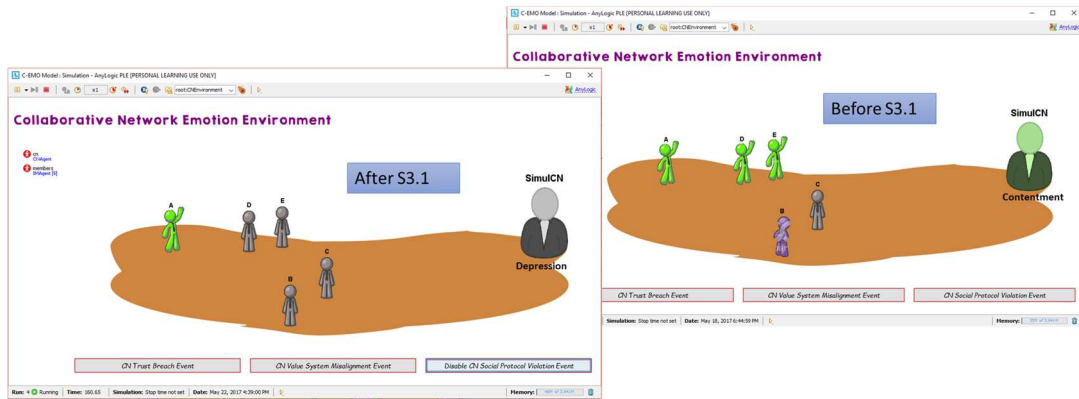 C-EMO Model : Simulation - AnyLogic PLE [PERSONAL LEARNING USE ONLY]
x1
root:CNEnvironment
AnyLogic
Collaborative Network Emotion Environment
Before S3.1
SimulCN
A
D
E
C
B
Contentment
CN Trust Breach Event
CN Value System Misalignment Event
CN Social Protocol Violation Event
Simulation: Stop time not set
Date: May 18, 2017 6:44:59 PM
Memory:
C-EMO Model : Simulation - AnyLogic PLE [PERSONAL LEARNING USE ONLY]
x1
root:CNEnvironment
AnyLogic
Collaborative Network Emotion Environment
cn
CNAgent
members
SMAgent [5]
After S3.1
SimulCN
A
D
E
C
B
Depression
CN Trust Breach Event
CN Value System Misalignment Event
Disable CN Social Protocol Violation Event
Run: 4 Running
Time: 160.65
Simulation: Stop time not set
Date: May 22, 2017 4:39:00 PM
Memory: